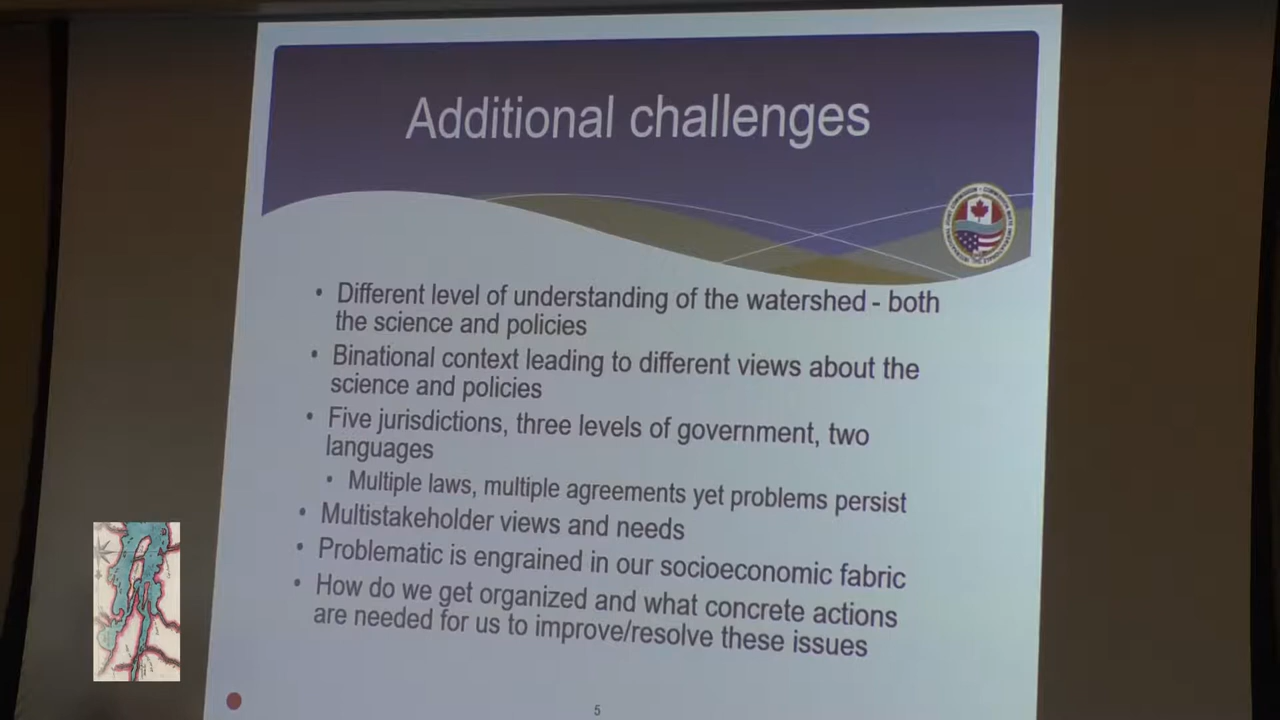 Additional challenges
• Different level of understanding of the watershed - both
the science and policies
• Binational context leading to different views about the
science and policies
• Five jurisdictions, three levels of government, two
languages
• Multiple laws, multiple agreements yet problems persist
• Multistakeholder views and needs
• Problematic is engrained in our socioeconomic fabric
• How do we get organized and what concrete actions
are needed for us to improve/resolve these issues
5